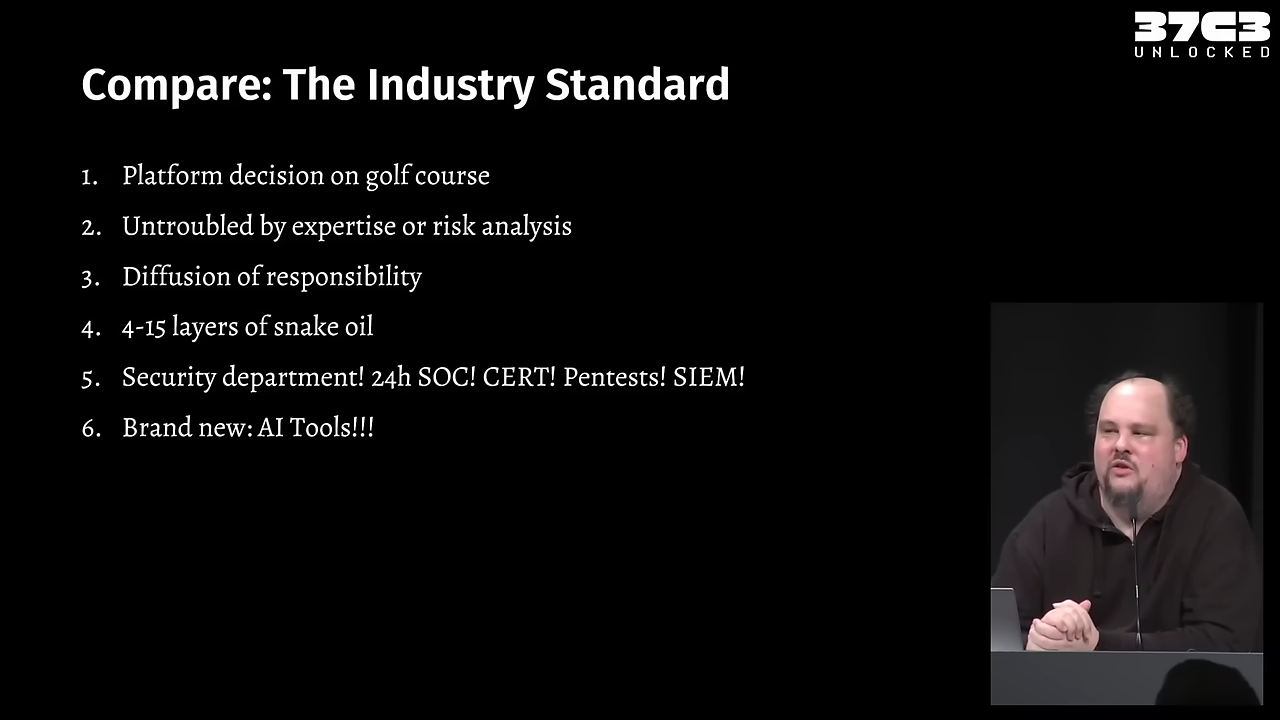 37C3
UNLOCKED
Compare: The Industry Standard
1. Platform decision on golf course
2. Untroubled by expertise or risk analysis
3. Diffusion of responsibility
4. 4-15 layers of snake oil
5. Security department! 24h SOC! CERT! Pentests! SIEM!
6. Brand new: AI Tools!!!